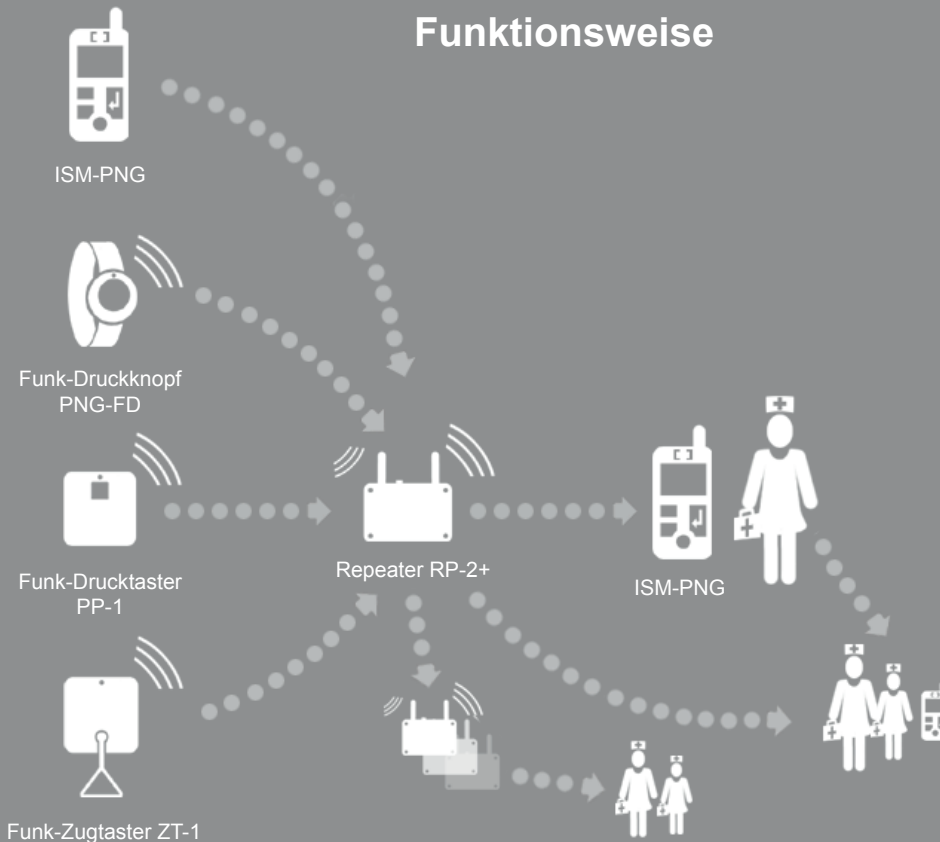 Funktionsweise
ISM-PNG
Funk-Druckknopf
PNG-FD
Funk-Drucktaster
PP-1
Repeater RP-2+
ISM-PNG
Funk-Zugtaster ZT-1